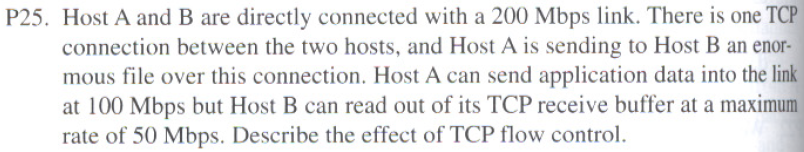 P25. Host A and B are directly connected with a 200 Mbps link. There is one TCP
connection between the two hosts, and Host A is sending to Host B an enor-
mous file over this connection. Host A can send application data into the link
at 100 Mbps but Host B can read out of its TCP receive buffer at a maximum
rate of 50 Mbps. Describe the effect of TCP flow control.